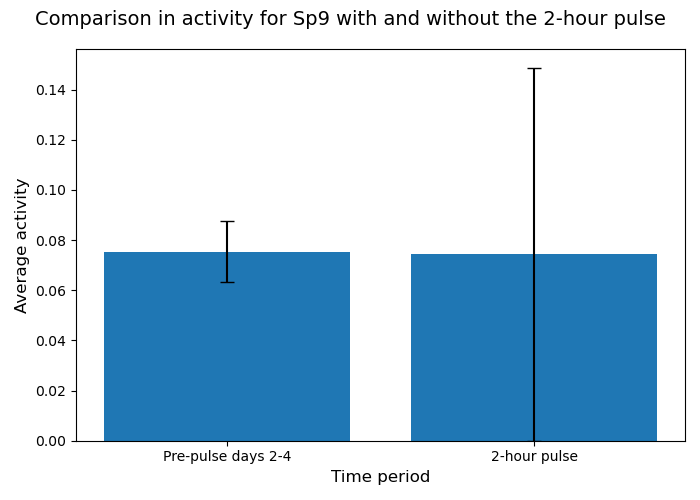 Comparison in activity for Sp9 with and without the 2-hour pulse
Average activity
0.14
0.12
0.10
0.08
0.06
0.04
0.02
0.00
Pre-pulse days 2-4
2-hour pulse
Time period